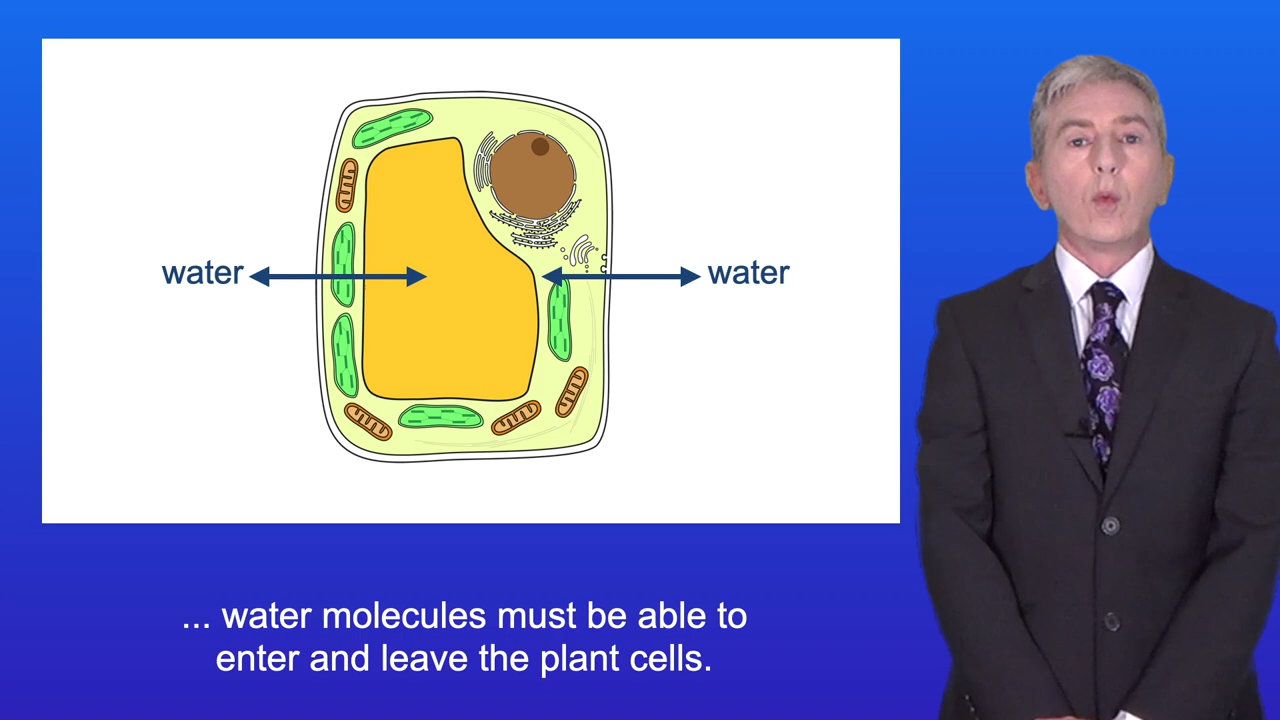 water
water
... water molecules must be able to
enter and leave the plant cells.